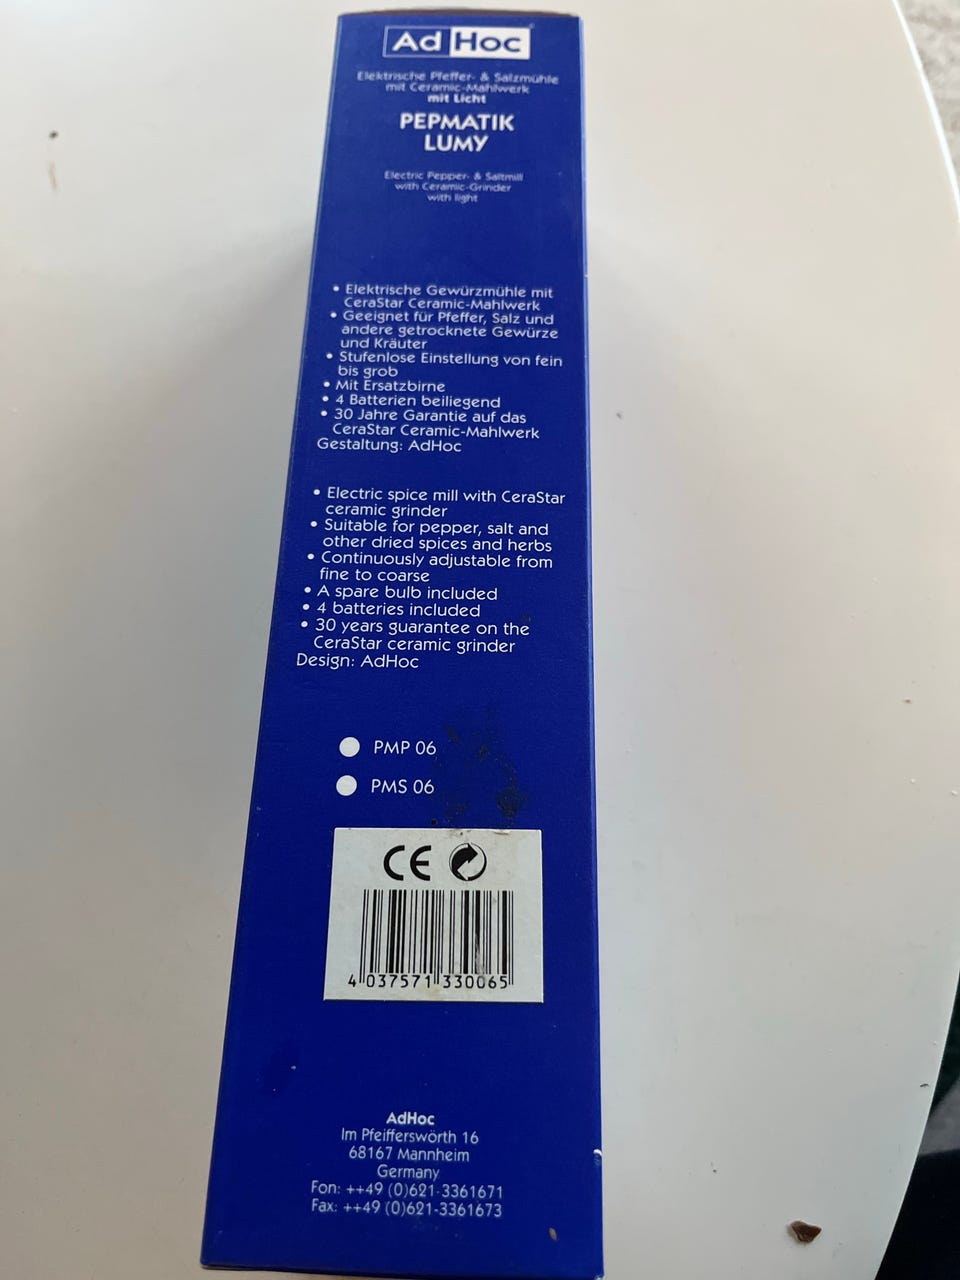 Ad Hoc
Elektrische Pfeffer- & Salzmühle
mit Ceramic-Mahlwerk
mit Licht
PEPMATIK
LUMY
Electric Pepper- & Saltmill
with Ceramic-Grinder
with light
• Elektrische Gewürzmühle mit
CeraStar Ceramic-Mahlwerk
• Geeignet für Pfeffer, Salz und
andere getrocknete Gewürze
und Kräuter
• Stufenlose Einstellung von fein
bis grob
• Mit Ersatzbirne
• 4 Batterien beiliegend
• 30 Jahre Garantie auf das
CeraStar Ceramic-Mahlwerk
Gestaltung: AdHoc
• Electric spice mill with CeraStar
ceramic grinder
• Suitable for pepper, salt and
other dried spices and herbs
• Continuously adjustable from
fine to coarse
• A spare bulb included
• 4 batteries included
• 30 years guarantee on the
CeraStar ceramic grinder
Design: AdHoc
PMP 06
PMS 06
CE
4 037571 330065
AdHoc
Im Pfeifferswörth 16
68167 Mannheim
Germany
Fon: ++49 (0)621-3361671
Fax: ++49 (0)621-3361673